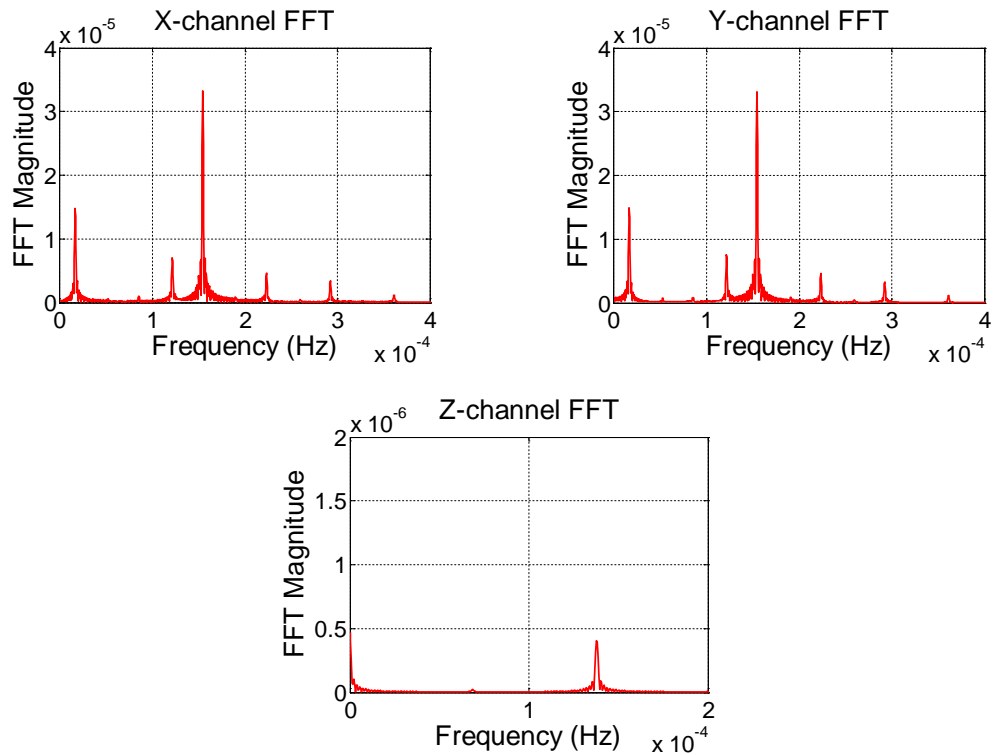 X-channel FFT
x 10-5
4
3
2
1
0
FFT Magnitude
0 1 2 3 4
Frequency (Hz)
x 10-4
Y-channel FFT
x 10-5
4
3
2
1
0
FFT Magnitude
0 1 2 3 4
Frequency (Hz)
x 10-4
Z-channel FFT
x 10-6
2
1.5
1
0.5
0
FFT Magnitude
0 1 2
Frequency (Hz)
x 10-4